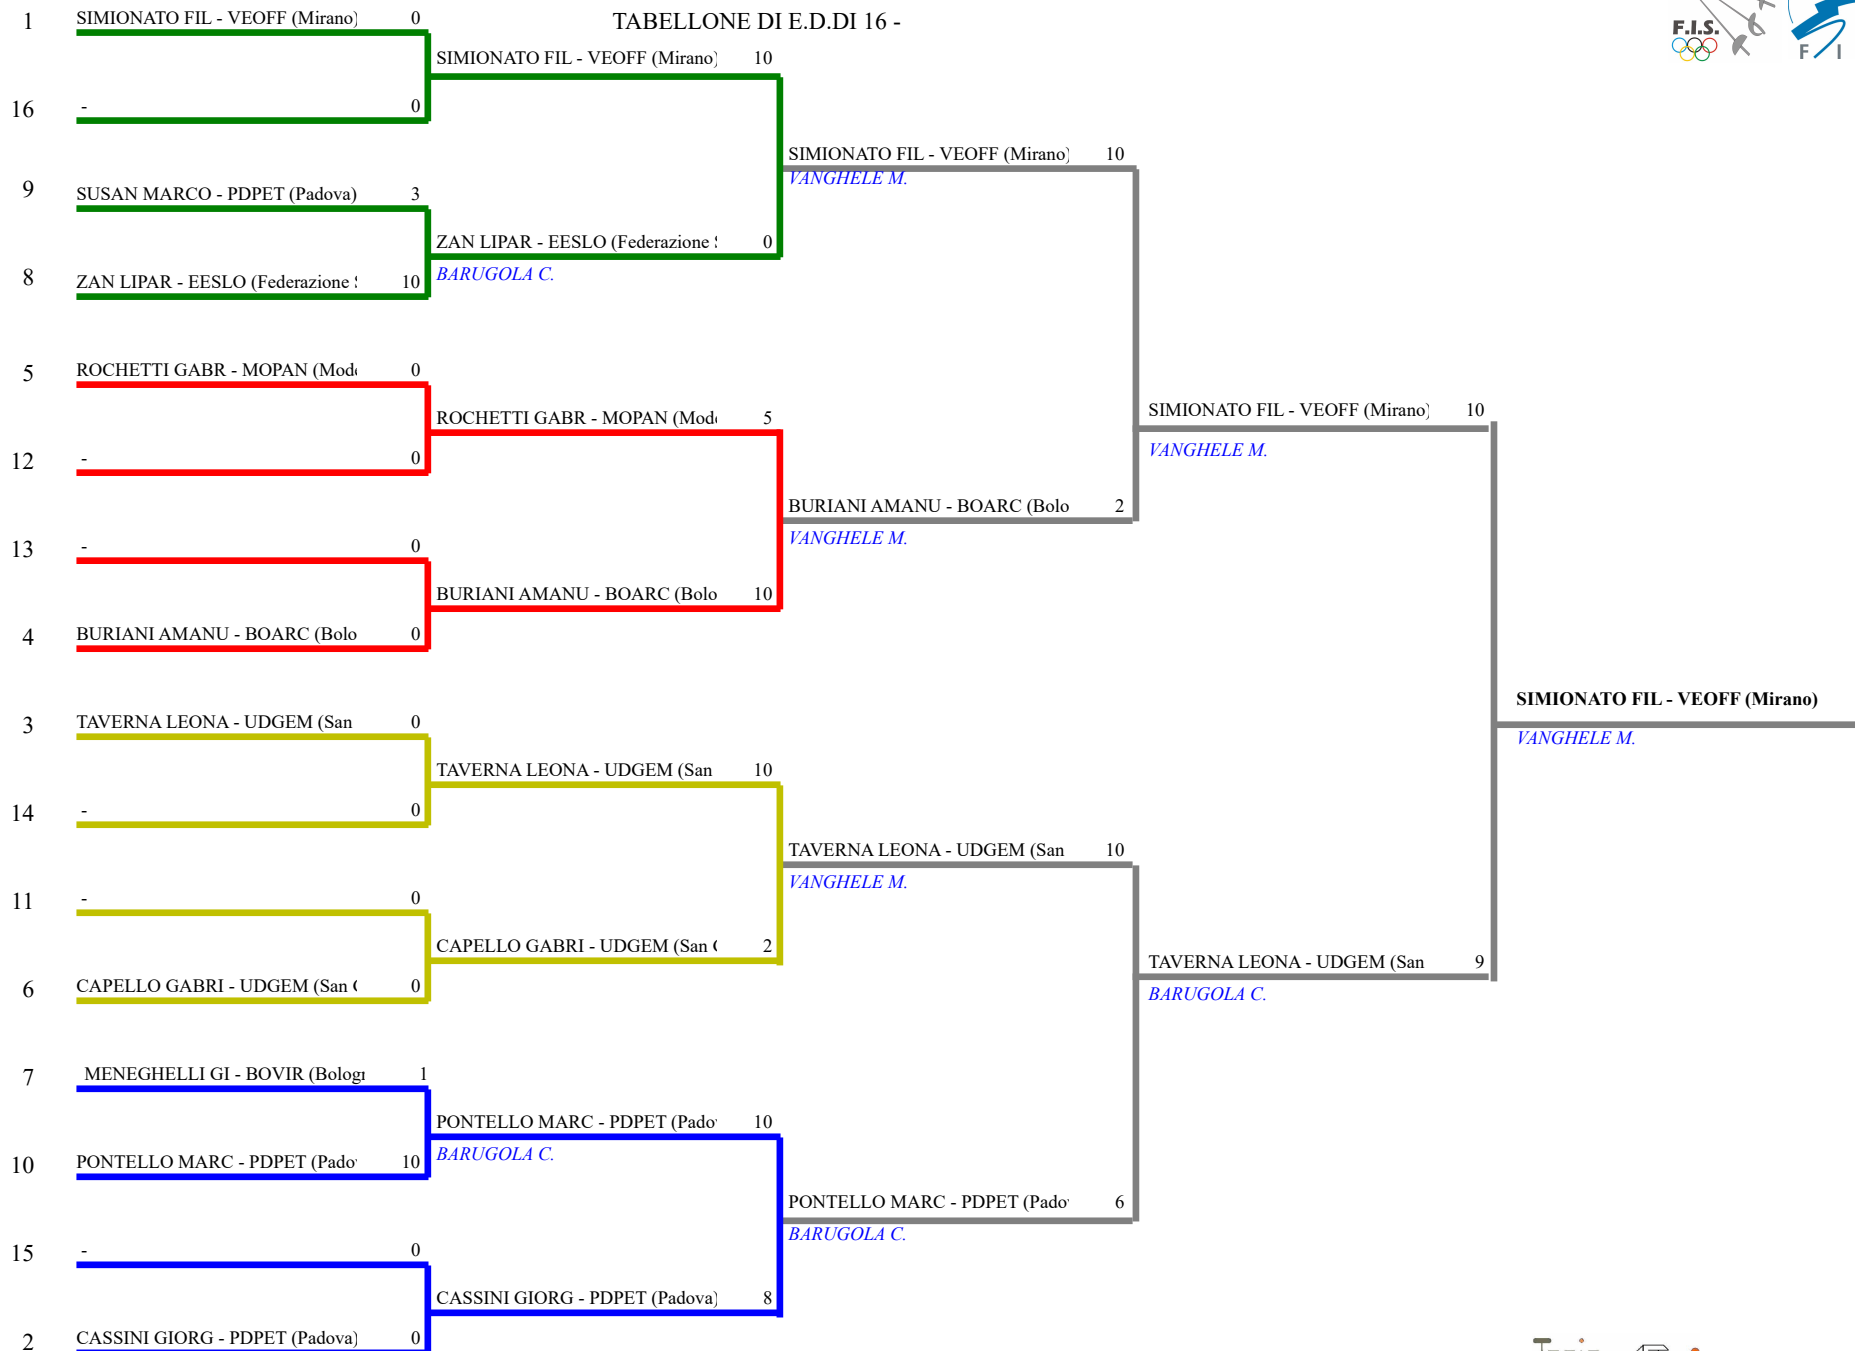 TABELLONE DI E.D.DI 16 -
F.I.S.
F I
1 SIMIONATO FIL - VEOFF (Mirano) 0
SIMIONATO FIL - VEOFF (Mirano) 10
16 - 0
SIMIONATO FIL - VEOFF (Mirano) 10
VANGHELE M.
9 SUSAN MARCO - PDPET (Padova) 3
ZAN LIPAR - EESLO (Federazione 0
BARUGOLA C.
8 ZAN LIPAR - EESLO (Federazione 10
5 ROCHETTI GABR - MOPAN (Mod 0
ROCHETTI GABR - MOPAN (Mod 5
SIMIONATO FIL - VEOFF (Mirano) 10
VANGHELE M.
12 - 0
BURIANI AMANU - BOARC (Bolo 2
VANGHELE M.
13 - 0
BURIANI AMANU - BOARC (Bolo 10
4 BURIANI AMANU - BOARC (Bolo 0
SIMIONATO FIL - VEOFF (Mirano)
VANGHELE M.
3 TAVERNA LEONA - UDGEM (San 0
TAVERNA LEONA - UDGEM (San 10
14 - 0
TAVERNA LEONA - UDGEM (San 10
VANGHELE M.
11 - 0
CAPELLO GABRI - UDGEM (San 2
TAVERNA LEONA - UDGEM (San 9
BARUGOLA C.
6 CAPELLO GABRI - UDGEM (San 0
7 MENEGHELLI GI - BOVIR (Bolog 1
PONTELLO MARC - PDPET (Pado 10
BARUGOLA C.
10 PONTELLO MARC - PDPET (Pado 10
PONTELLO MARC - PDPET (Pado 6
BARUGOLA C.
15 - 0
CASSINI GIORG - PDPET (Padova) 8
2 CASSINI GIORG - PDPET (Padova) 0